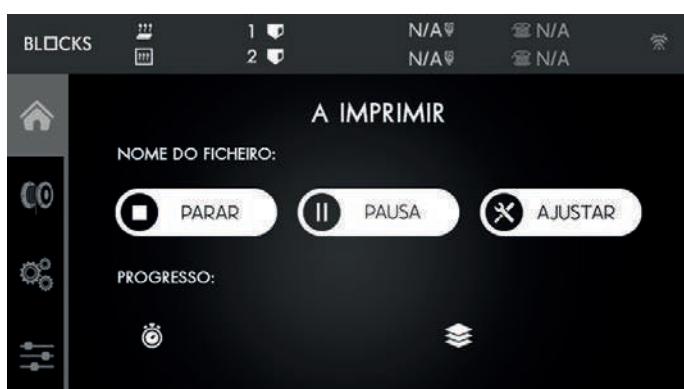 BLOCKS 1 N/A N/A
2 N/A N/A
A IMPRIMIR
NOME DO FICHEIRO:
PARAR PAUSA AJUSTAR
PROGRESSO: